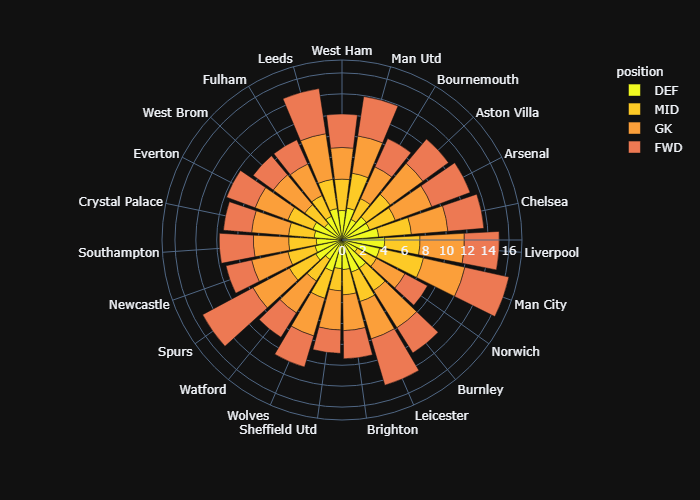 West Ham
Leeds
Man Utd
Fulham
Bournemouth
West Brom
Aston Villa
Everton
Arsenal
Crystal Palace
Chelsea
Southampton
Liverpool
0 2 4 6 8 10 12 14 16
Newcastle
Man City
Spurs
Norwich
Watford
Burnley
Wolves
Leicester
Sheffield Utd
Brighton
position
DEF
MID
GK
FWD